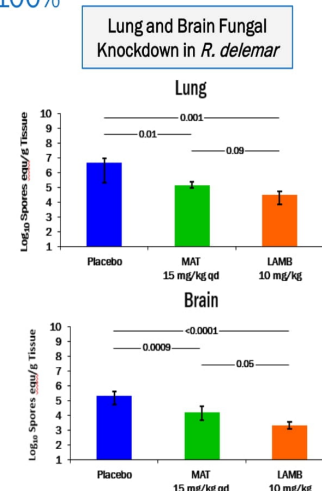 100%
Lung and Brain Fungal
Knockdown in R. delemar
Lung
Log₁₀ Spores equ/g Tissue
10
9
8
7
6
5
4
3
2
1
0.001
0.01
0.09
Placebo
MAT
15 mg/kg qd
LAMB
10 mg/kg
Brain
Log₁₀ Spores equ/g Tissue
10
9
8
7
6
5
4
3
2
1
<0.0001
0.0009
0.05
Placebo
MAT
15 mg/kg qd
LAMB
10 mg/kg